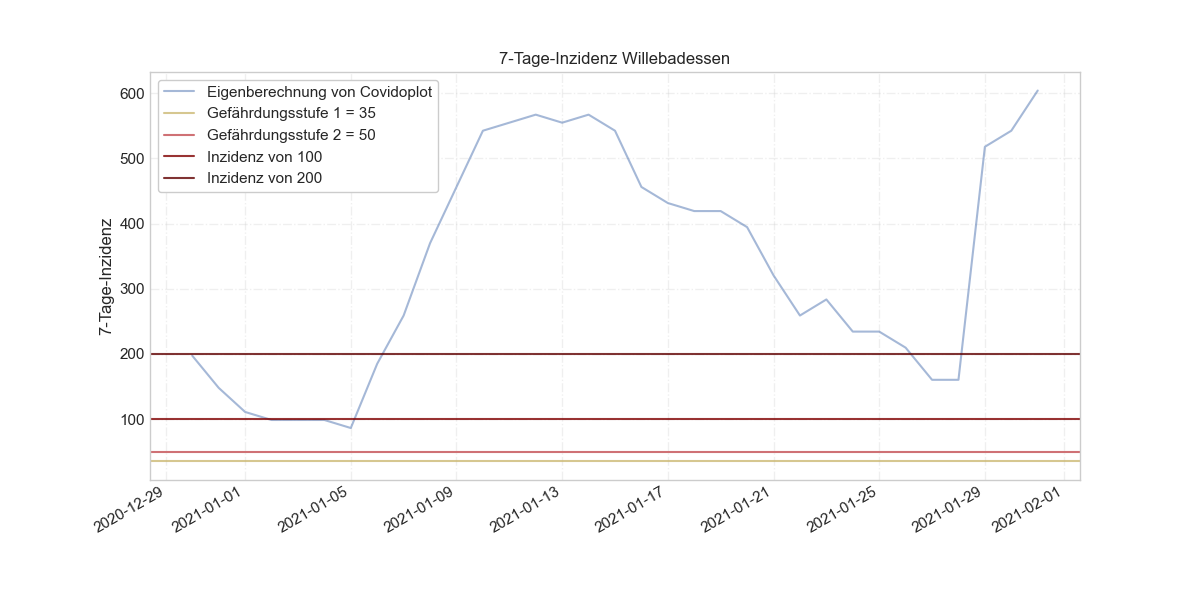 7-Tage-Inzidenz Willebadessen
Eigenberechnung von Covidoplot
Gefährdungsstufe 1 = 35
Gefährdungsstufe 2 = 50
Inzidenz von 100
Inzidenz von 200
7-Tage-Inzidenz
600
500
400
300
200
100
2020-12-29
2021-01-01
2021-01-05
2021-01-09
2021-01-13
2021-01-17
2021-01-21
2021-01-25
2021-01-29
2021-02-01